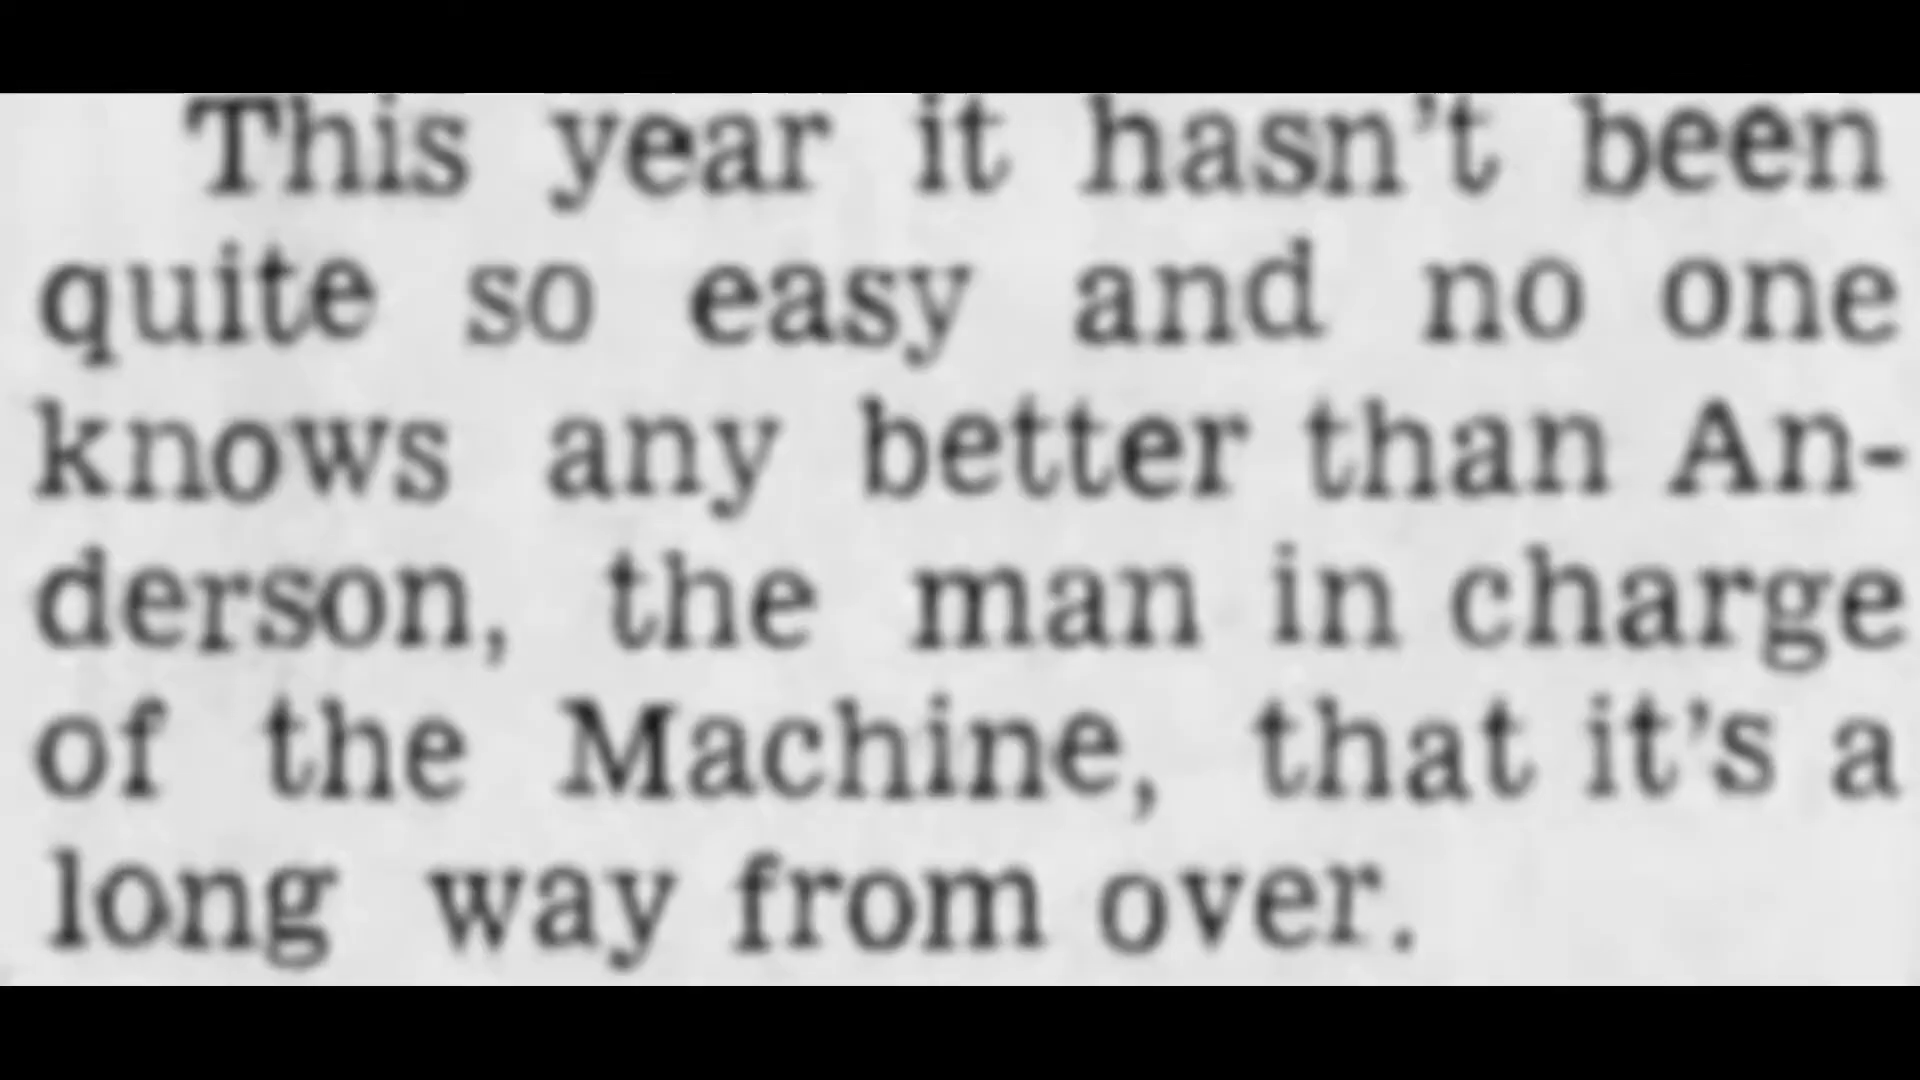 This year it hasn't been
quite so easy and no one
knows any better than An-
derson, the man in charge
of the Machine, that it's a
long way from over.